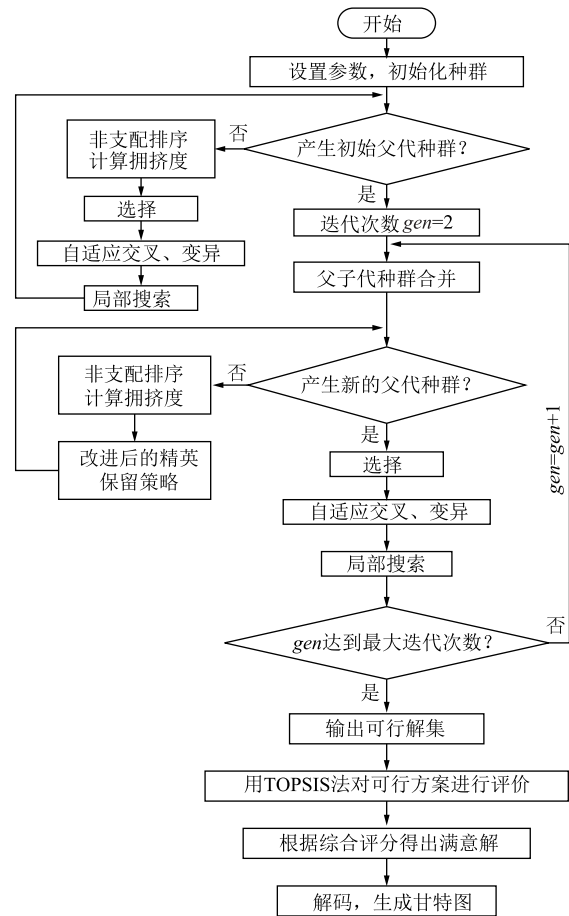 开始
设置参数，初始化种群
产生初始父代种群？
否
非支配排序
计算拥挤度
选择
自适应交叉、变异
局部搜索
是
迭代次数gen=2
父子代种群合并
产生新的父代种群？
否
非支配排序
计算拥挤度
改进后的精英
保留策略
是
选择
自适应交叉、变异
局部搜索
gen达到最大迭代次数？
否
gen=gen+1
是
输出可行解集
用TOPSIS法对可行方案进行评价
根据综合评分得出满意解
解码，生成甘特图